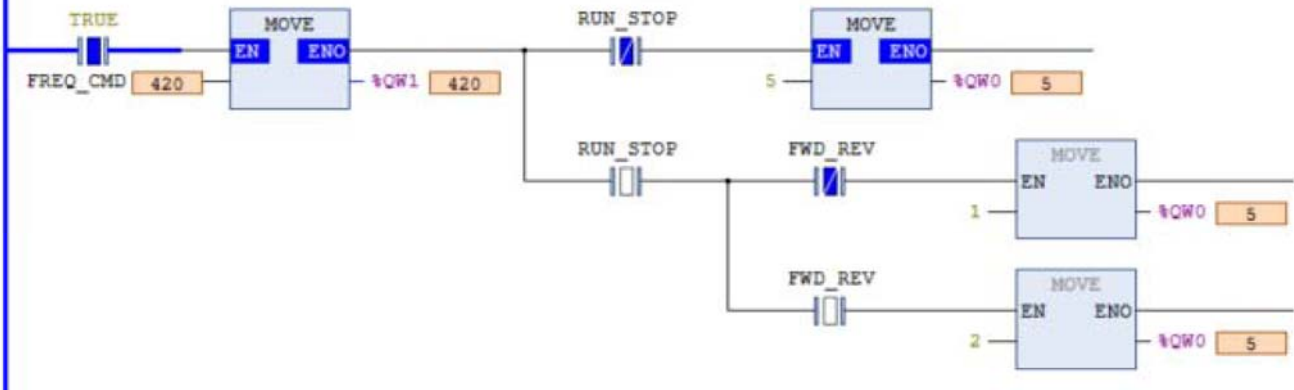 TRUE
MOVE
EN ENO
FREQ_CMD 420 %QW1 420
RUN_STOP
MOVE
EN ENO
5 %QW0 5
RUN_STOP
FWD_REV
MOVE
EN ENO
1 %QW0 5
FWD_REV
MOVE
EN ENO
2 %QW0 5